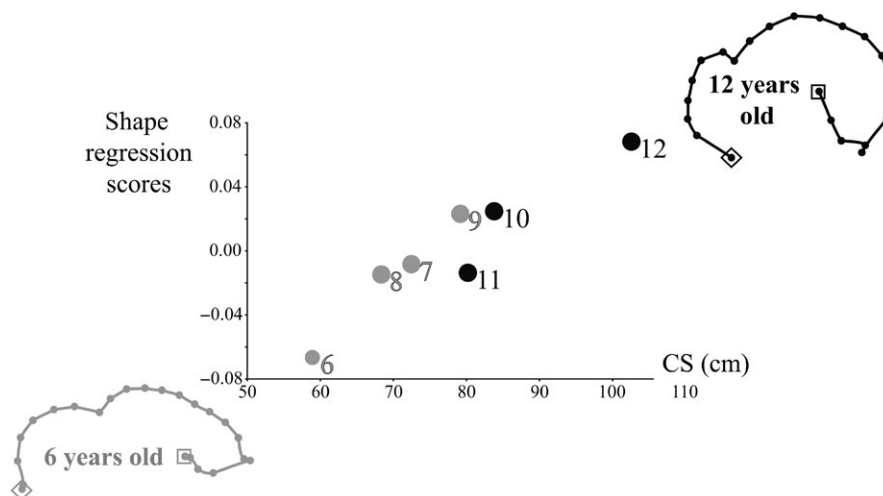 12 years
old
Shape
regression
scores
0.08
0.04
0.00
−0.04
−0.08
12
9
10
8
7
11
6
CS (cm)
50
60
70
80
90
100
110
6 years old